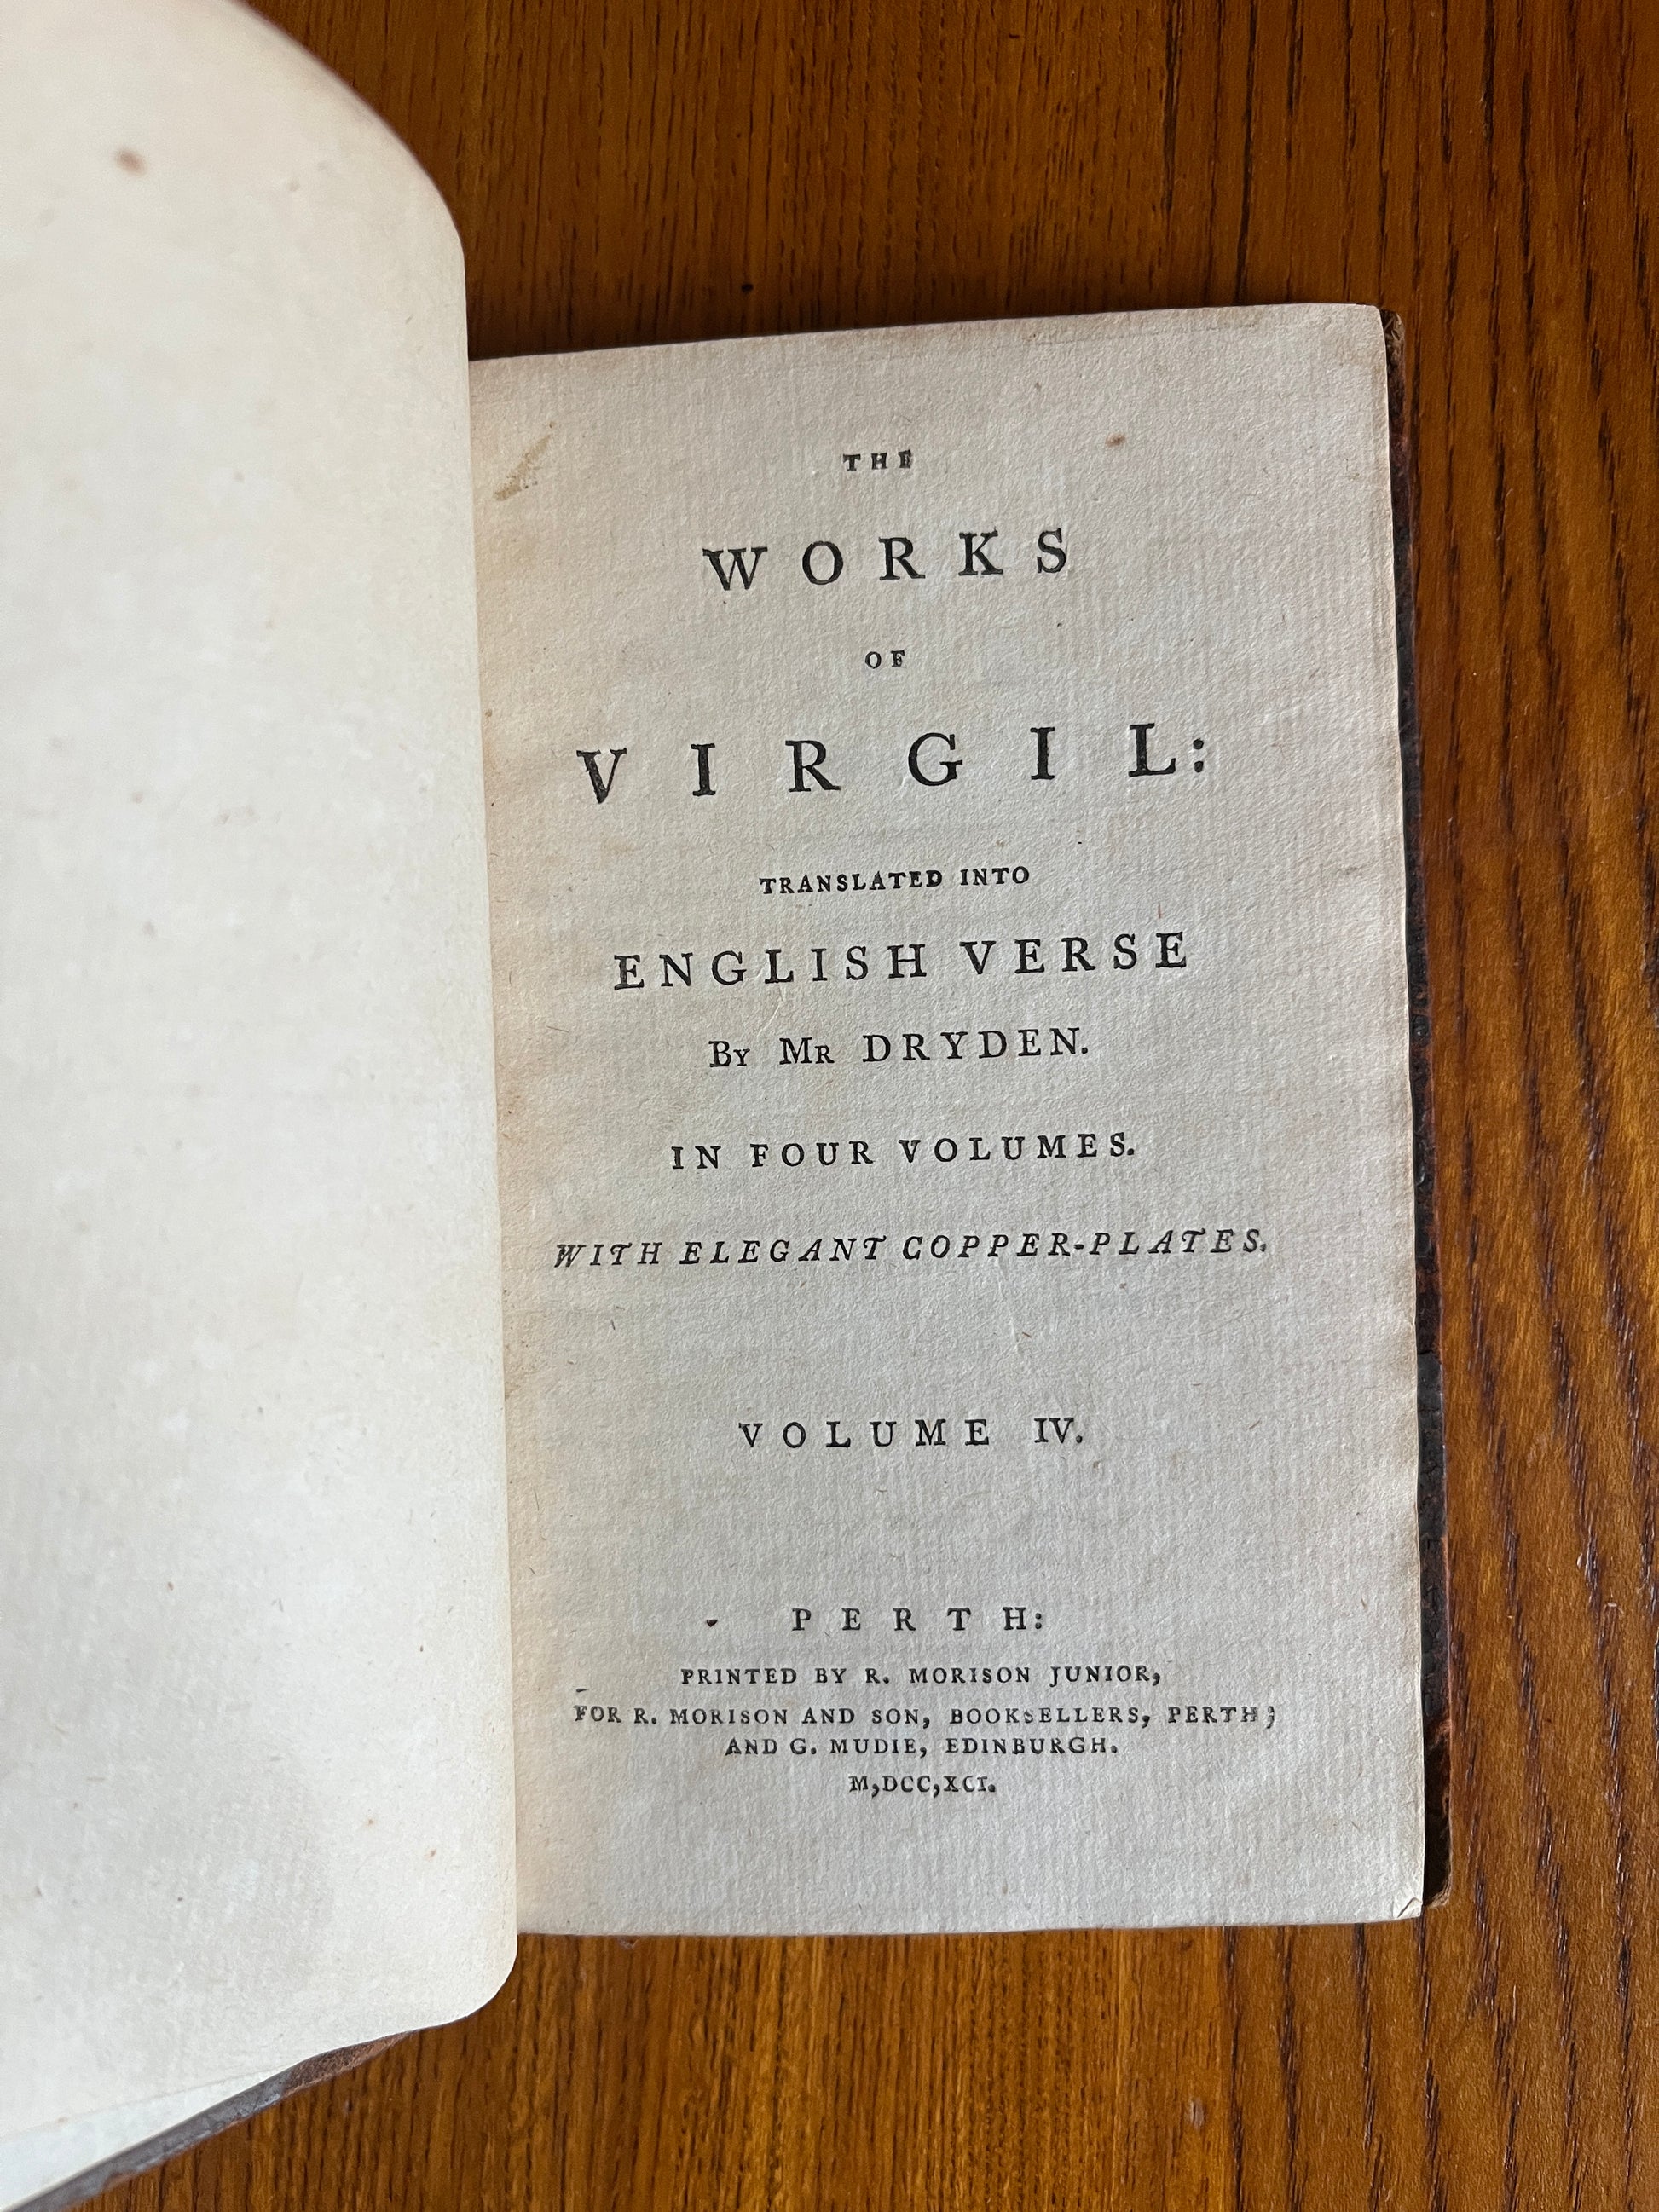 THE
WORKS
OF
VIRGIL:
TRANSLATED INTO
ENGLISH VERSE
BY MR DRYDEN.
IN FOUR VOLUMES.
WITH ELEGANT COPPER-PLATES.
VOLUME IV.
PERTH:
PRINTED BY R. MORISON JUNIOR,
FOR R. MORISON AND SON, BOOKSELLERS, PERTH;
AND G. MUDIE, EDINBURGH.
M,DCC,XCI.